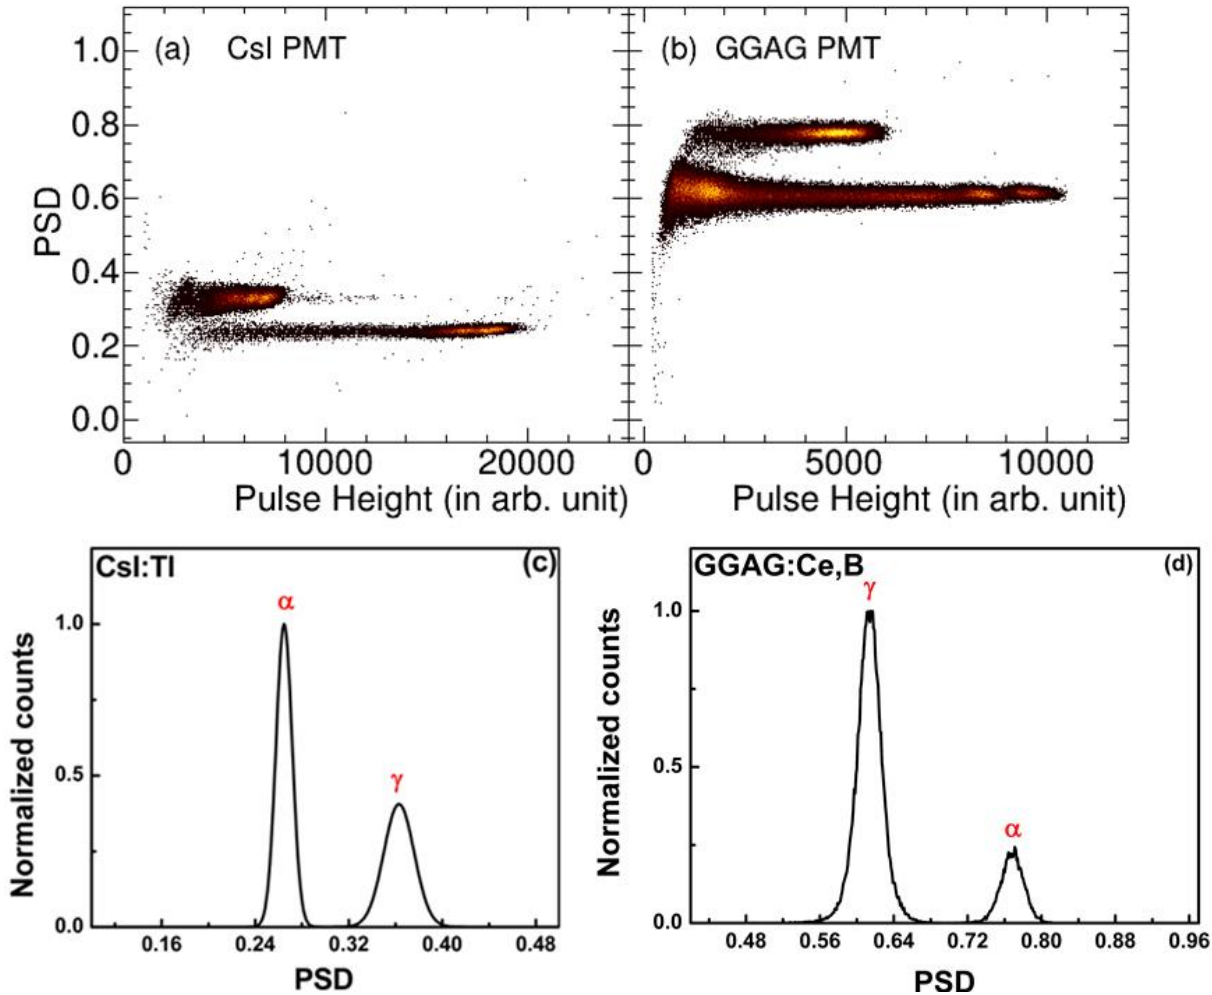 (a) CsI PMT
(b) GGAG PMT
1.0
0.8
0.6
0.4
0.2
0.0
PSD
0 10000 20000
0 5000 10000
Pulse Height (in arb. unit)
Pulse Height (in arb. unit)
CsI:Tl (c)
α
γ
1.0
0.5
0.0
Normalized counts
0.16 0.24 0.32 0.40 0.48
PSD
GGAG:Ce,B (d)
γ
α
1.0
0.5
0.0
Normalized counts
0.48 0.56 0.64 0.72 0.80 0.88 0.96
PSD